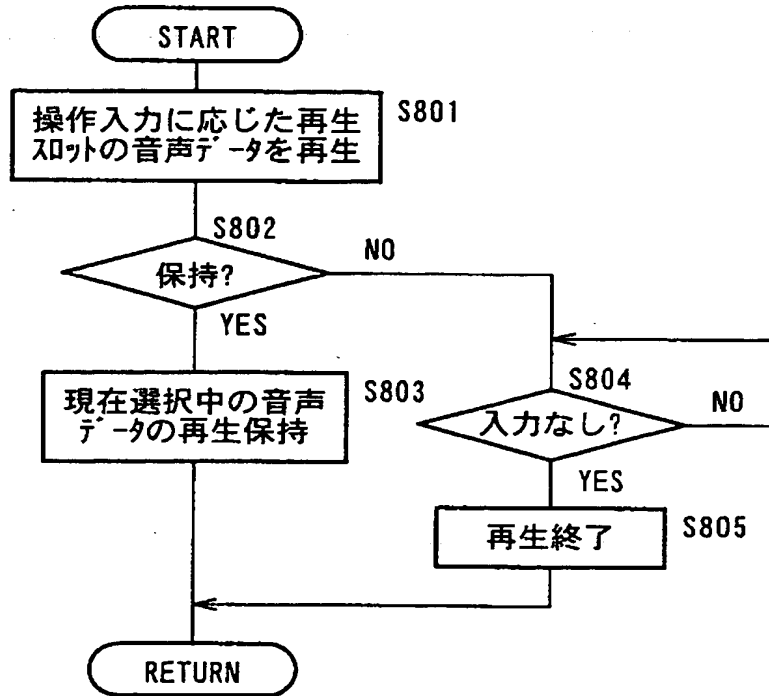 START
操作入力に応じた再生
スロットの音声データを再生
S801
S802
保持?
NO
YES
現在選択中の音声
データの再生保持
S803
S804
入力なし?
NO
YES
再生終了
S805
RETURN